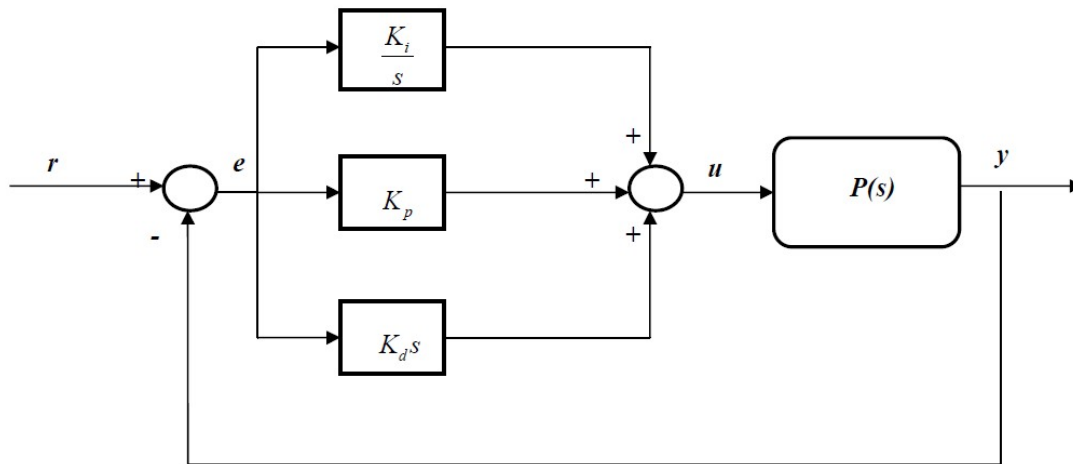 K_i
s
+
r
+
e
K_p
+
u
P(s)
y
-
+
K_d s